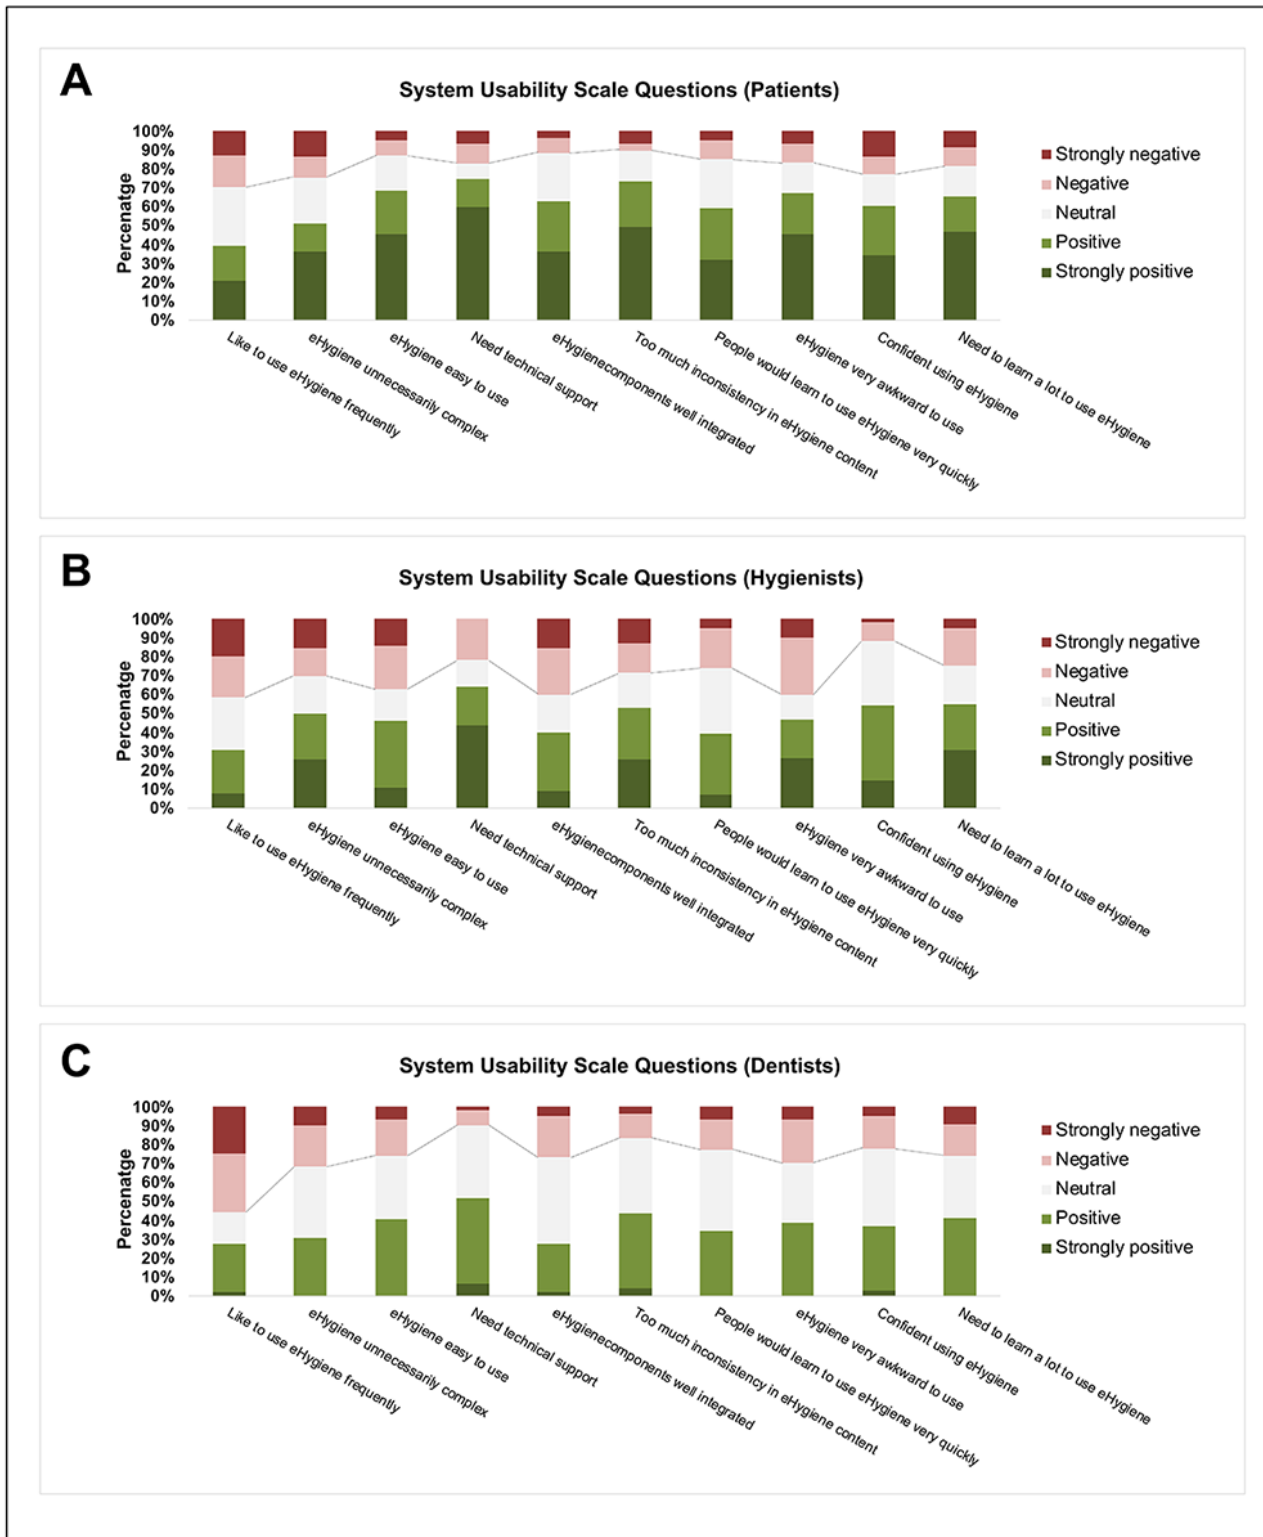 A
System Usability Scale Questions (Patients)
Percenatge
100%
90%
80%
70%
60%
50%
40%
30%
20%
10%
0%
Like to use eHygiene frequently
eHygiene unnecessarily complex
eHygiene easy to use
Need technical support
eHygienecomponents well integrated
Too much inconsistency in eHygiene content
People would learn to use eHygiene very quickly
eHygiene very awkward to use
Confident using eHygiene
Need to learn a lot to use eHygiene
Strongly negative
Negative
Neutral
Positive
Strongly positive
B
System Usability Scale Questions (Hygienists)
Percenatge
100%
90%
80%
70%
60%
50%
40%
30%
20%
10%
0%
Like to use eHygiene frequently
eHygiene unnecessarily complex
eHygiene easy to use
Need technical support
eHygienecomponents well integrated
Too much inconsistency in eHygiene content
People would learn to use eHygiene very quickly
eHygiene very awkward to use
Confident using eHygiene
Need to learn a lot to use eHygiene
Strongly negative
Negative
Neutral
Positive
Strongly positive
C
System Usability Scale Questions (Dentists)
Percenatge
100%
90%
80%
70%
60%
50%
40%
30%
20%
10%
0%
Like to use eHygiene frequently
eHygiene unnecessarily complex
eHygiene easy to use
Need technical support
eHygienecomponents well integrated
Too much inconsistency in eHygiene content
People would learn to use eHygiene very quickly
eHygiene very awkward to use
Confident using eHygiene
Need to learn a lot to use eHygiene
Strongly negative
Negative
Neutral
Positive
Strongly positive